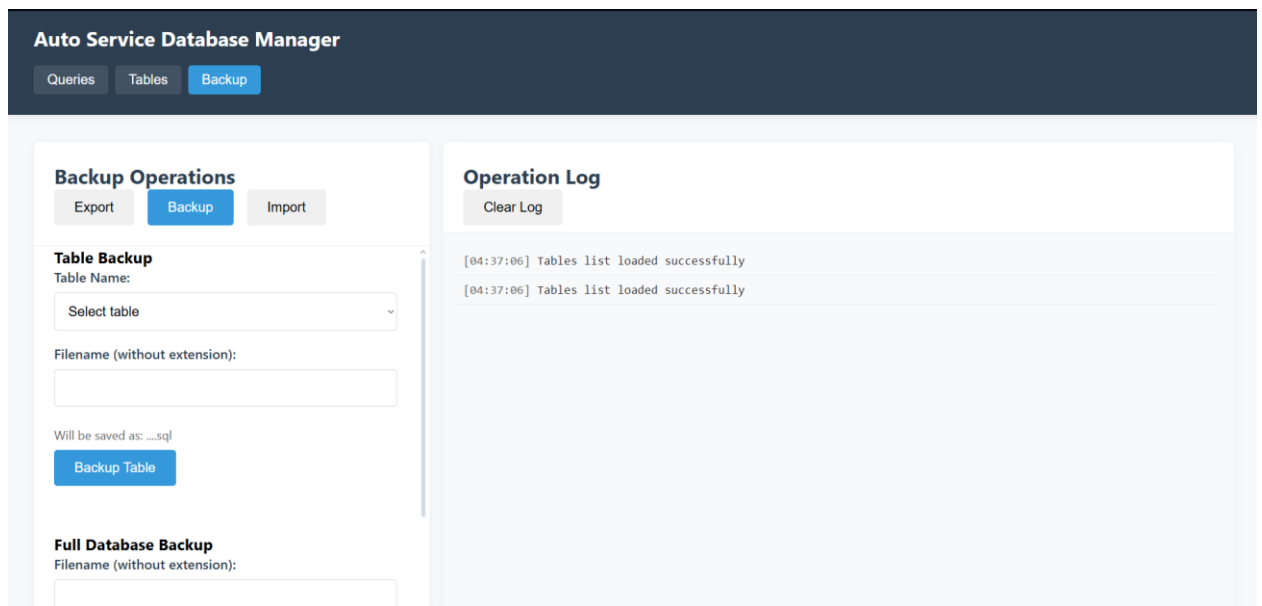 Auto Service Database Manager
Queries Tables Backup
Backup Operations
Export Backup Import
Table Backup
Table Name:
Select table
Filename (without extension):
Will be saved as: ....sql
Backup Table
Full Database Backup
Filename (without extension):
Operation Log
Clear Log
[04:37:06] Tables list loaded successfully
[04:37:06] Tables list loaded successfully